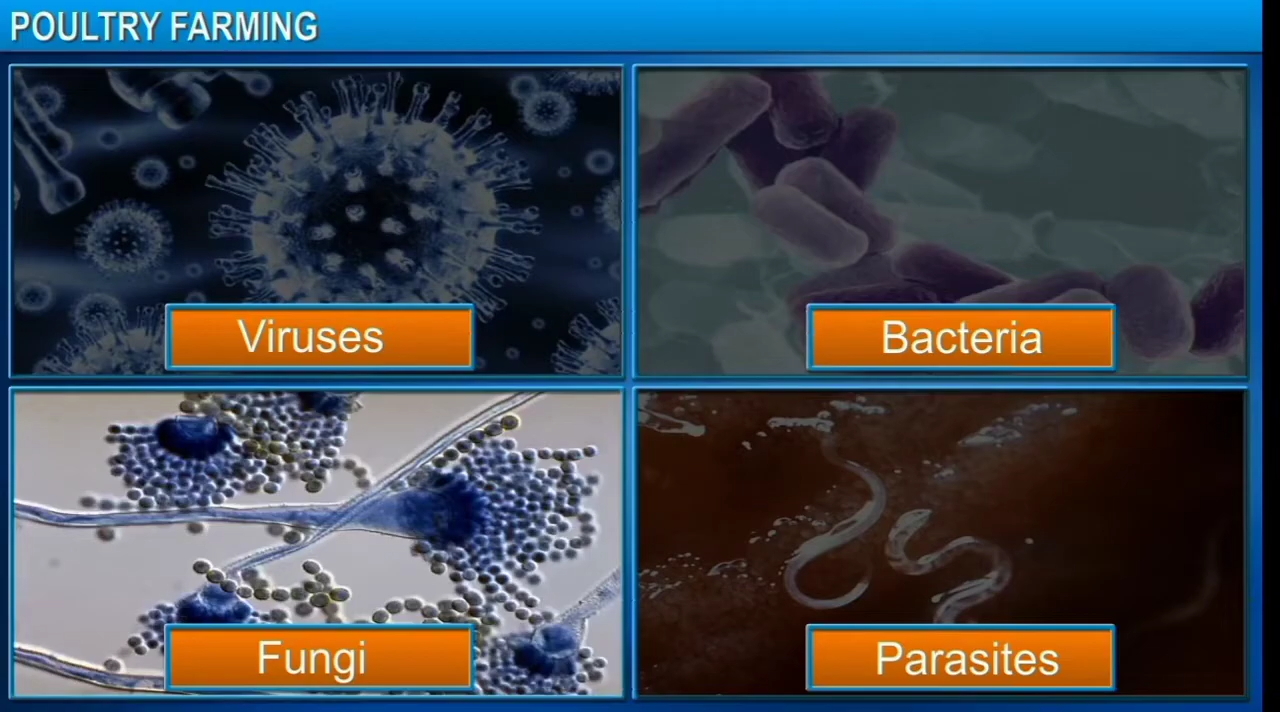 POULTRY FARMING
Viruses
Bacteria
Fungi
Parasites